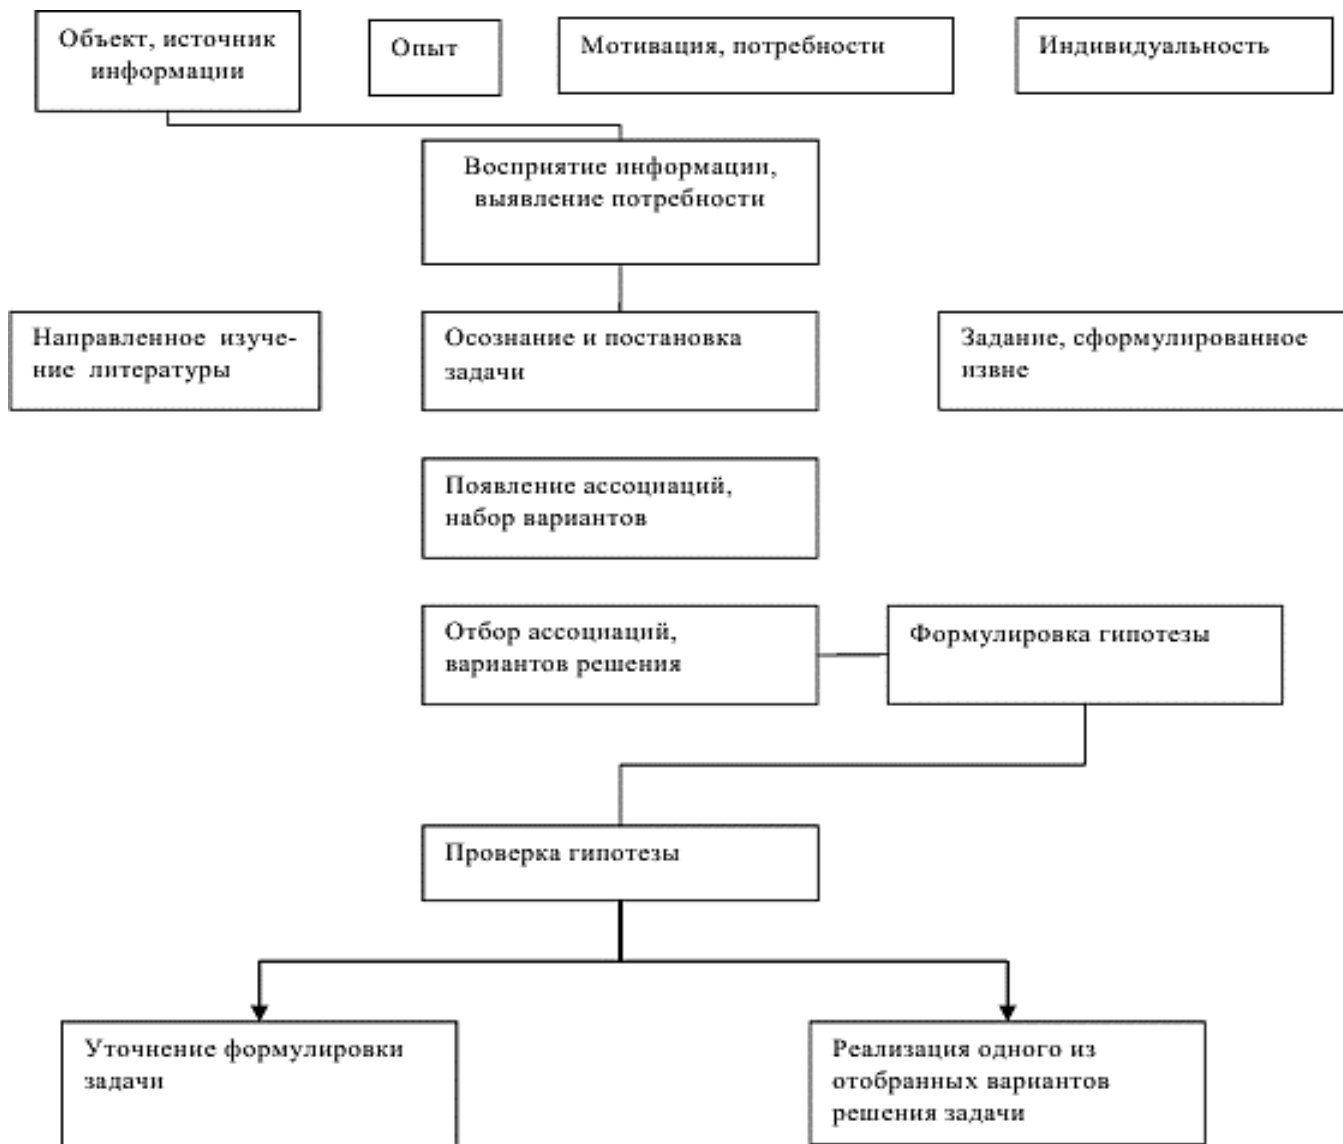 Объект, источник
информации
Опыт
Мотивация, потребности
Индивидуальность
Восприятие информации,
выявление потребности
Направленное изуче-
ние литературы
Осознание и постановка
задачи
Задание, сформулированное
извне
Появление ассоциаций,
набор вариантов
Отбор ассоциаций,
вариантов решения
Формулировка гипотезы
Проверка гипотезы
Уточнение формулировки
задачи
Реализация одного из
отобранных вариантов
решения задачи